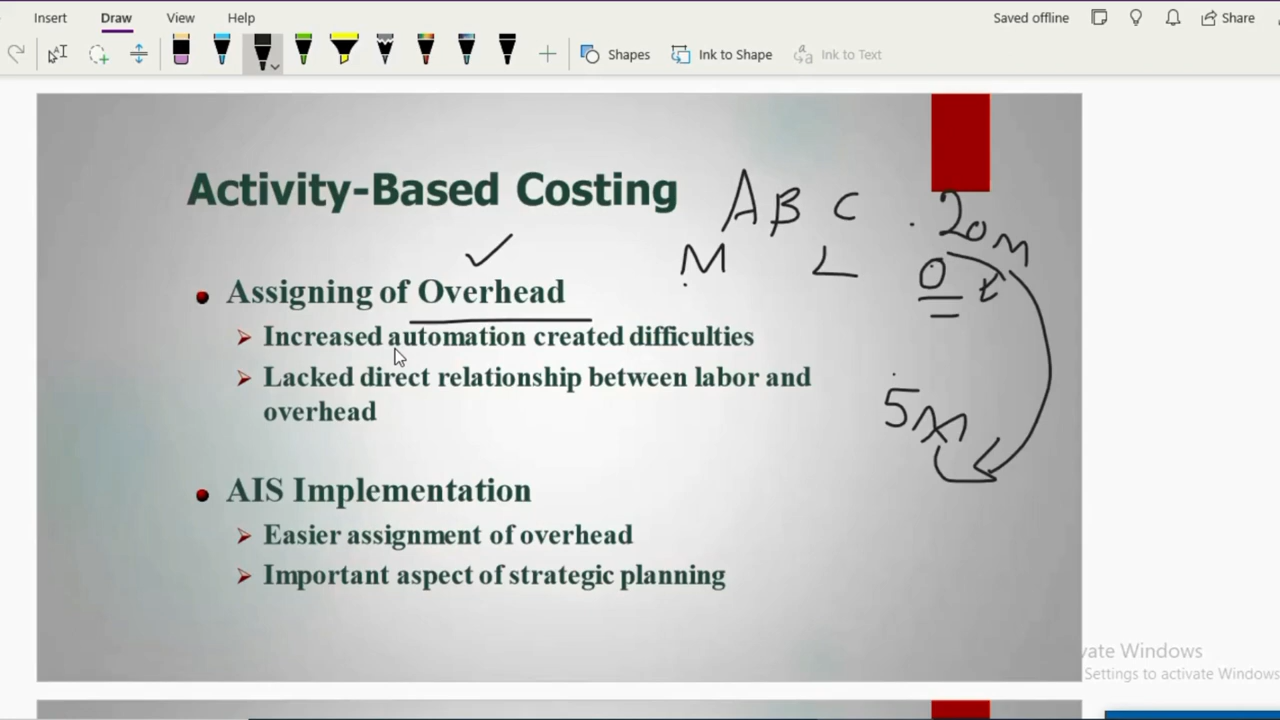 Insert Draw View Help Saved offline Share
Shapes Ink to Shape Ink to Text
Activity-Based Costing
A B C . 20 M
M L O
Assigning of Overhead
Increased automation created difficulties
Lacked direct relationship between labor and
overhead
5M
AIS Implementation
Easier assignment of overhead
Important aspect of strategic planning
vate Windows
Settings to activate Windows